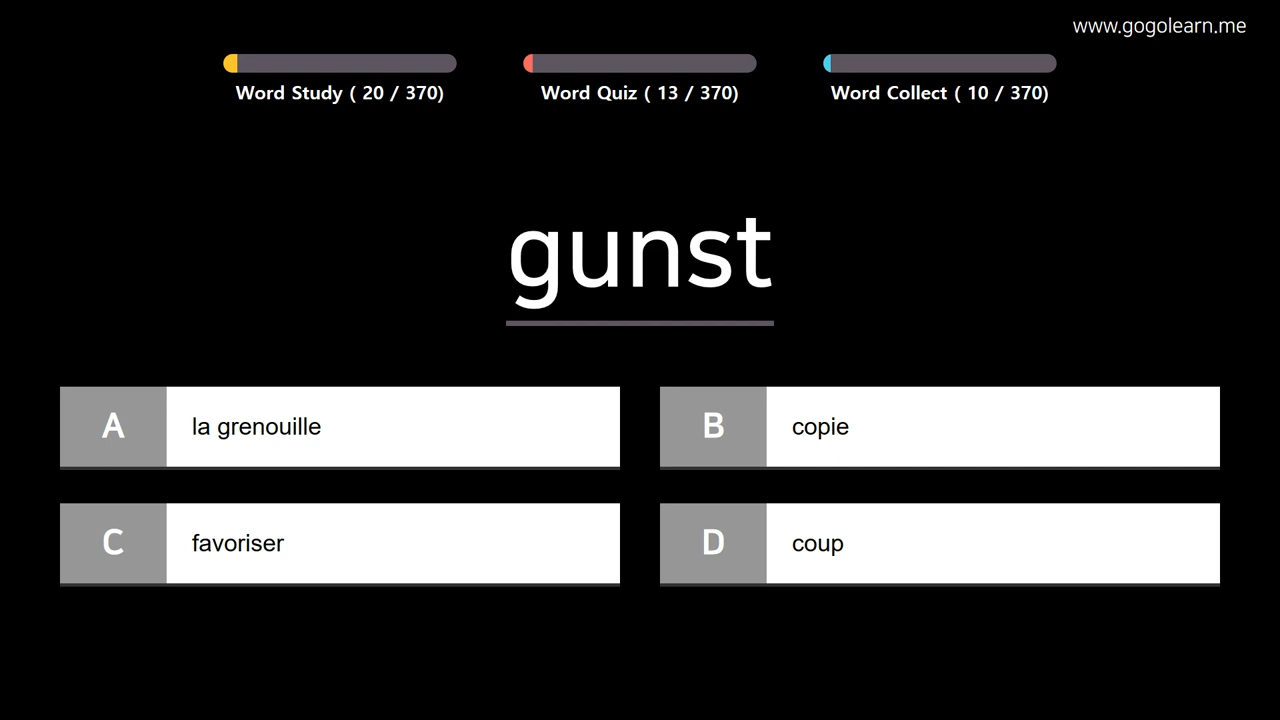 www.gogolearn.me
Word Study ( 20 / 370)
Word Quiz ( 13 / 370)
Word Collect ( 10 / 370)
gunst
A la grenouille
B copie
C favoriser
D coup